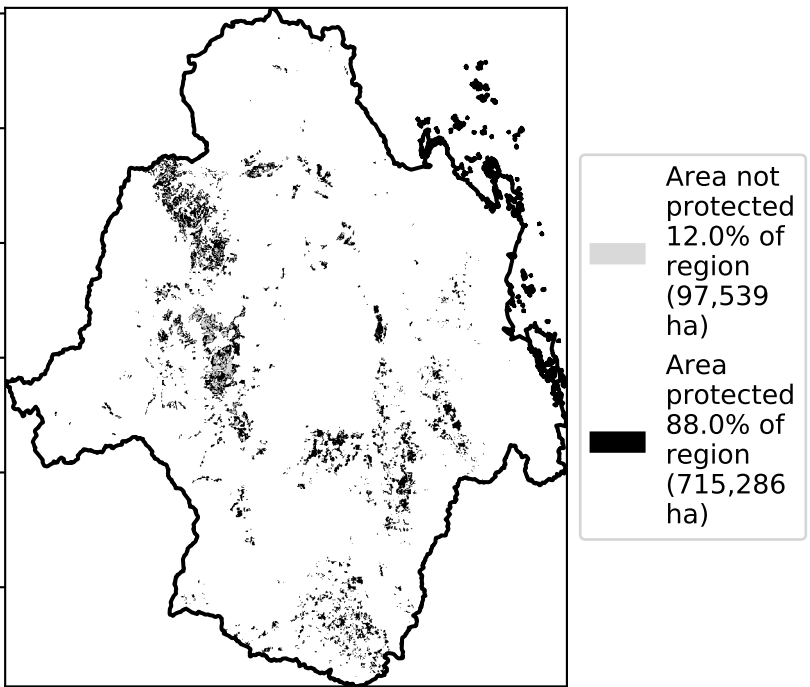 Area not
protected
12.0% of
region
(97,539
ha)
Area
protected
88.0% of
region
(715,286
ha)